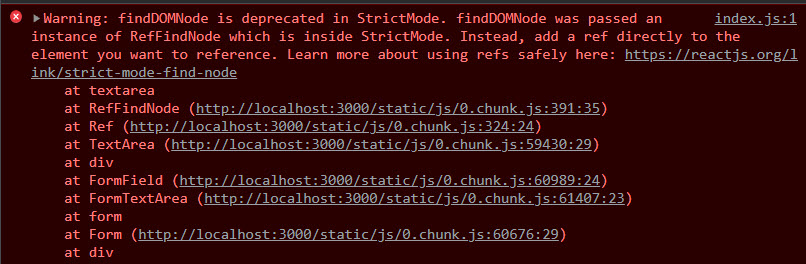 ▶Warning: findDOMNode is deprecated in StrictMode. findDOMNode was passed an index.js:1
instance of RefFindNode which is inside StrictMode. Instead, add a ref directly to the
element you want to reference. Learn more about using refs safely here: https://reactjs.org/l
ink/strict-mode-find-node
at textarea
at RefFindNode (http://localhost:3000/static/js/0.chunk.js:391:35)
at Ref (http://localhost:3000/static/js/0.chunk.js:324:24)
at TextArea (http://localhost:3000/static/js/0.chunk.js:59430:29)
at div
at FormField (http://localhost:3000/static/js/0.chunk.js:60989:24)
at FormTextArea (http://localhost:3000/static/js/0.chunk.js:61407:23)
at form
at Form (http://localhost:3000/static/js/0.chunk.js:60676:29)
at div